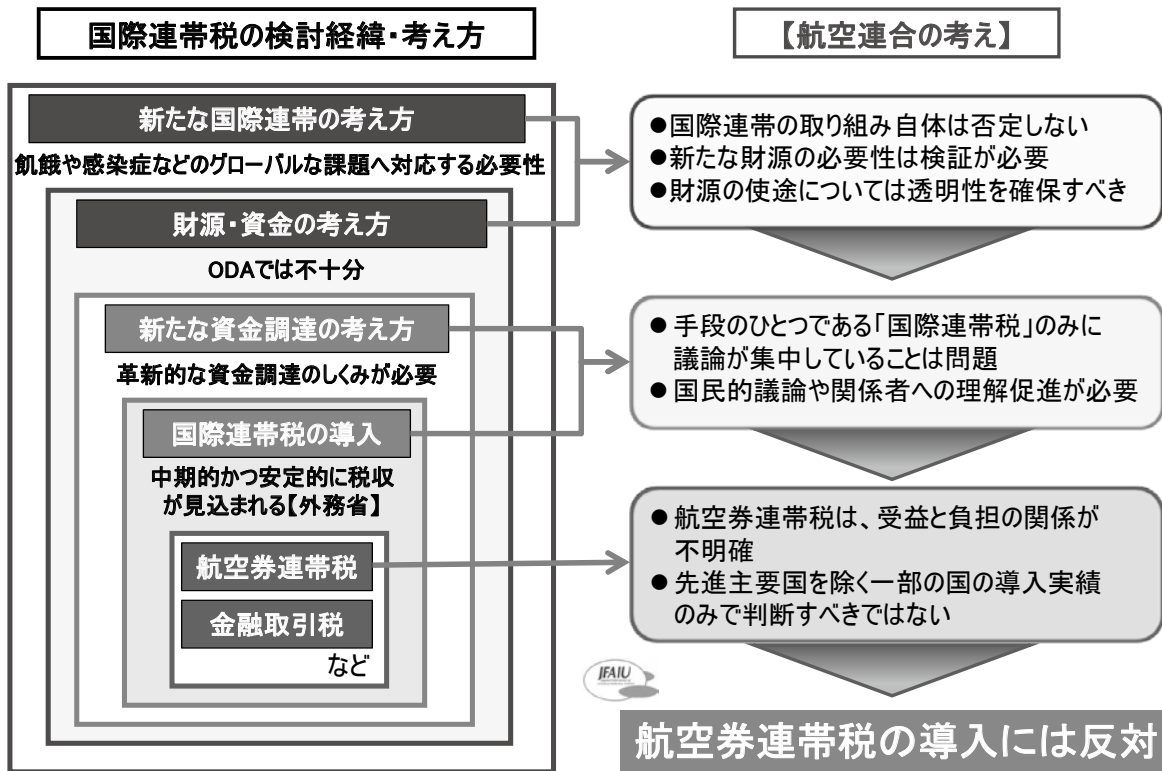 国際連帯税の検討経緯・考え方
新たな国際連帯の考え方
飢餓や感染症などのグローバルな課題へ対応する必要性
財源・資金の考え方
ODAでは不十分
新たな資金調達の考え方
革新的な資金調達のしくみが必要
国際連帯税の導入
中期的かつ安定的に税収
が見込まれる【外務省】
航空券連帯税
金融取引税
など
【航空連合の考え】
●国際連帯の取り組み自体は否定しない
●新たな財源の必要性は検証が必要
●財源の使途については透明性を確保すべき
● 手段のひとつである「国際連帯税」のみに
議論が集中していることは問題
● 国民的議論や関係者への理解促進が必要
● 航空券連帯税は、受益と負担の関係が
不明確
● 先進主要国を除く一部の国の導入実績
のみで判断すべきではない
JFAIU
航空券連帯税の導入には反対